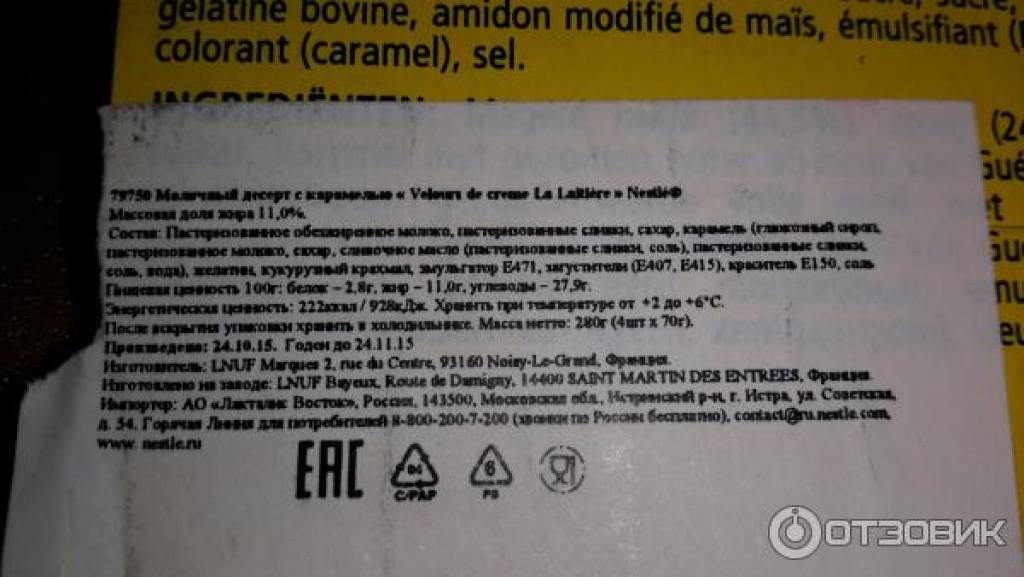 gélatine bovine, amidon modifié de maïs, émulsifiant
colorant (caramel), sel.
INGREDIËNTEN:
79750 Молочный десерт с карамелью « Velours de creme La Laitière » Nestlé®
Массовая доля жира 11,0%.
Состав: Пастеризованное обезжиренное молоко, пастеризованные сливки, сахар, карамель (глюкозный сироп,
пастеризованное молоко, сахар, сливочное масло (пастеризованные сливки, соль), пастеризованные сливки,
соль, вода), желатин, кукурузный крахмал, эмульгатор Е471, загустители (Е407, Е415), краситель Е150, соль
Пищевая ценность 100г: белок – 2,8г, жир – 11,0г, углеводы – 27,9г.
Энергетическая ценность: 222ккал / 928кДж. Хранить при температуре от +2 до +6°С.
После вскрытия упаковки хранить в холодильнике. Масса нетто: 280г (4шт х 70г).
Произведено: 24.10.15. Годен до 24.11.15
Изготовитель: LNUF Marques 2, rue du Centre, 93160 Noisy-Le-Grand, Франция.
Изготовлено на заводе: LNUF Bayeux, Route de Damigny, 14400 SAINT MARTIN DES ENTREES, Франция
Импортер: АО «Лакталис Восток», Россия, 143500, Московская обл., Истринский р-н, г. Истра, ул. Советская,
д. 54. Горячая Линия для потребителей 8-800-200-7-200 (звонки по России бесплатно), contact@ru.nestle.com,
www. nestle.ru
EAC
04
C/PAP
6
PS
ОТЗОВИК